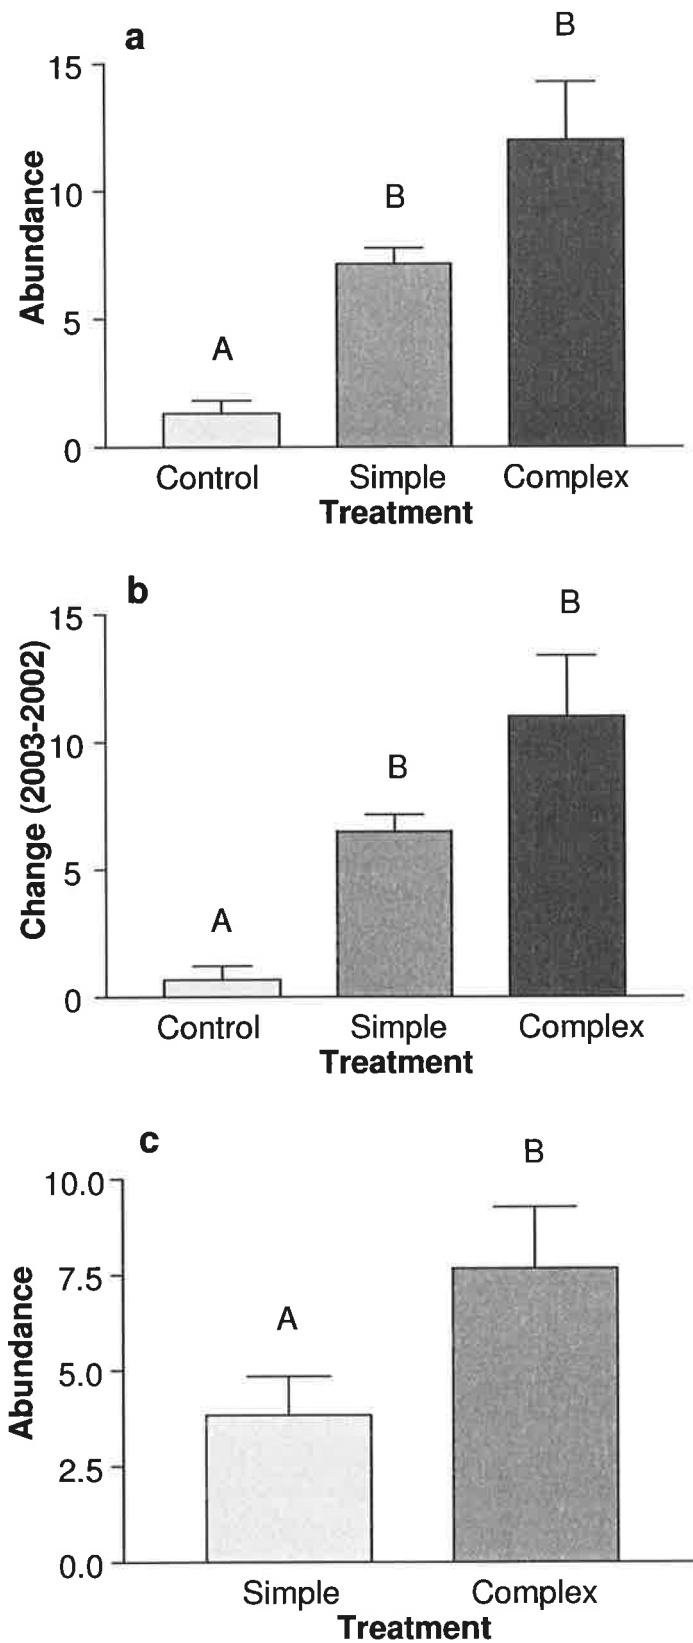 a
B
15
B
10
Abundance
A
5
0
Control Simple Complex
Treatment
b
B
15
B
10
Change (2003-2002)
A
5
0
Control Simple Complex
Treatment
c
B
10.0
7.5
A
Abundance
5.0
2.5
0.0
Simple Complex
Treatment